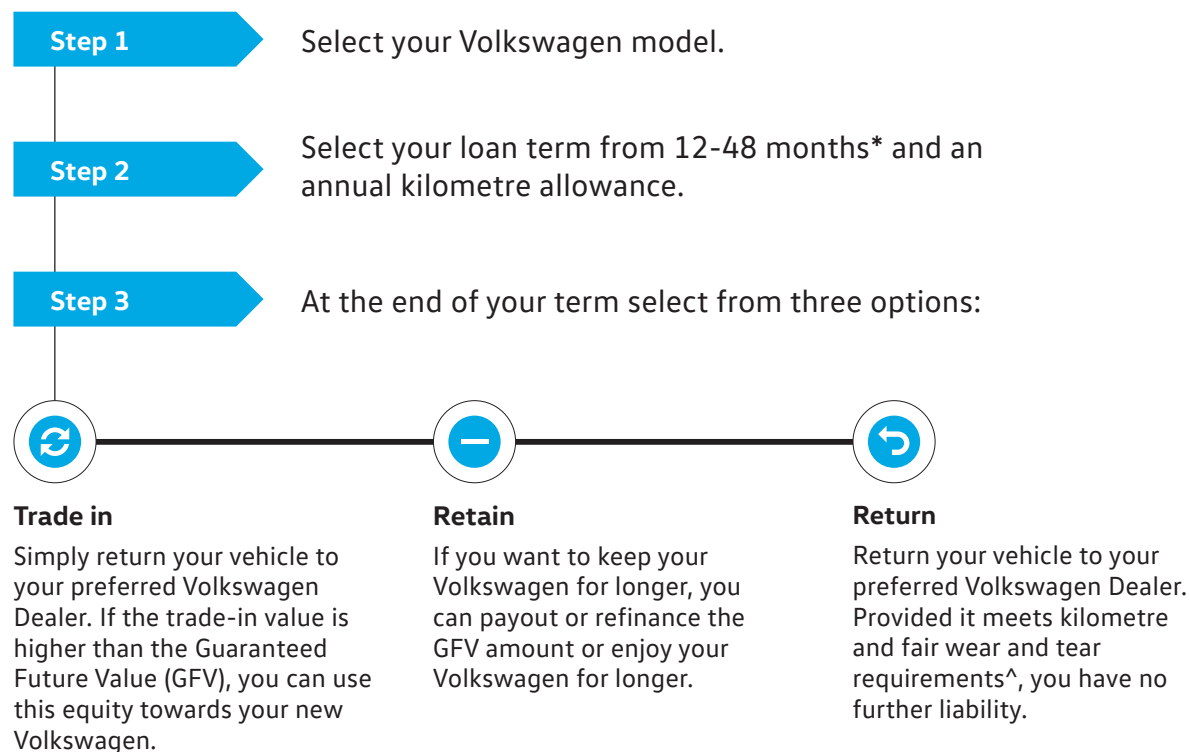 Step 1
Select your Volkswagen model.
Step 2
Select your loan term from 12-48 months* and an
annual kilometre allowance.
Step 3
At the end of your term select from three options:
Trade in
Simply return your vehicle to
your preferred Volkswagen
Dealer. If the trade-in value is
higher than the Guaranteed
Future Value (GFV), you can use
this equity towards your new
Volkswagen.
Retain
If you want to keep your
Volkswagen for longer, you
can payout or refinance the
GFV amount or enjoy your
Volkswagen for longer.
Return
Return your vehicle to your
preferred Volkswagen Dealer.
Provided it meets kilometre
and fair wear and tear
requirements^, you have no
further liability.